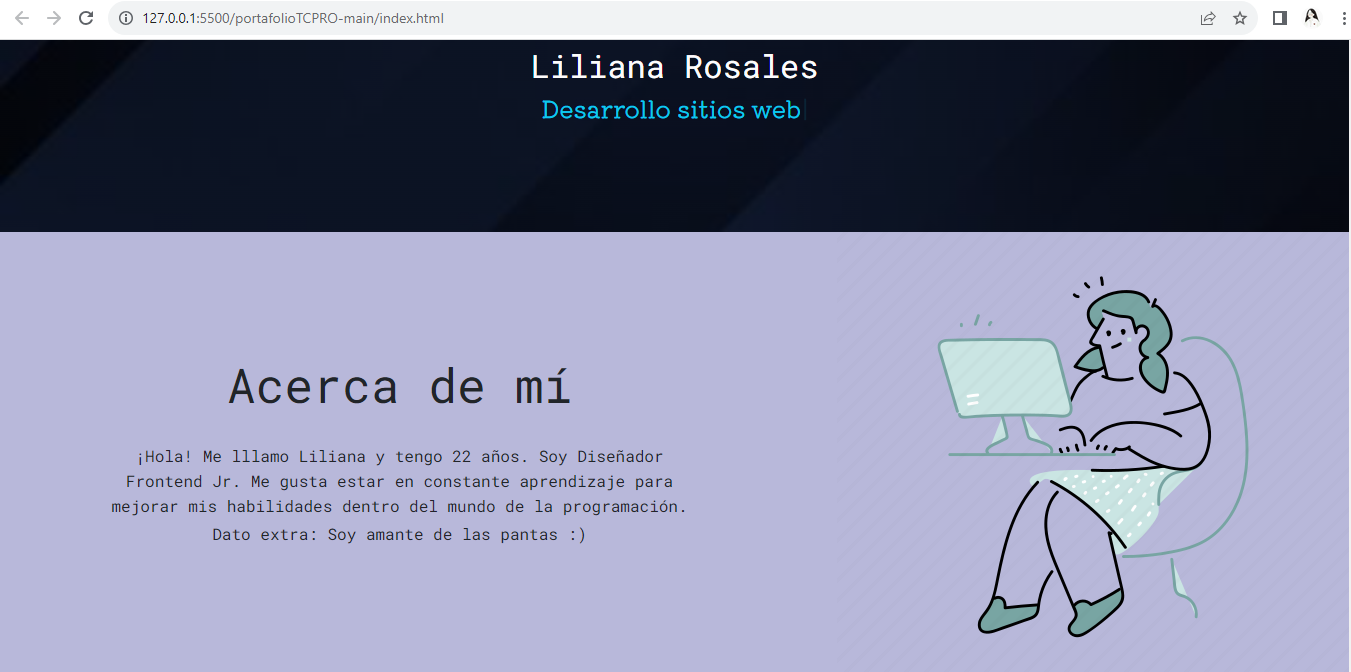 127.0.0.1:5500/portafolioTCPRO-main/index.html
Liliana Rosales
Desarrollo sitios web
Acerca de mí
¡Hola! Me lllamo Liliana y tengo 22 años. Soy Diseñador
Frontend Jr. Me gusta estar en constante aprendizaje para
mejorar mis habilidades dentro del mundo de la programación.
Dato extra: Soy amante de las pantas :)